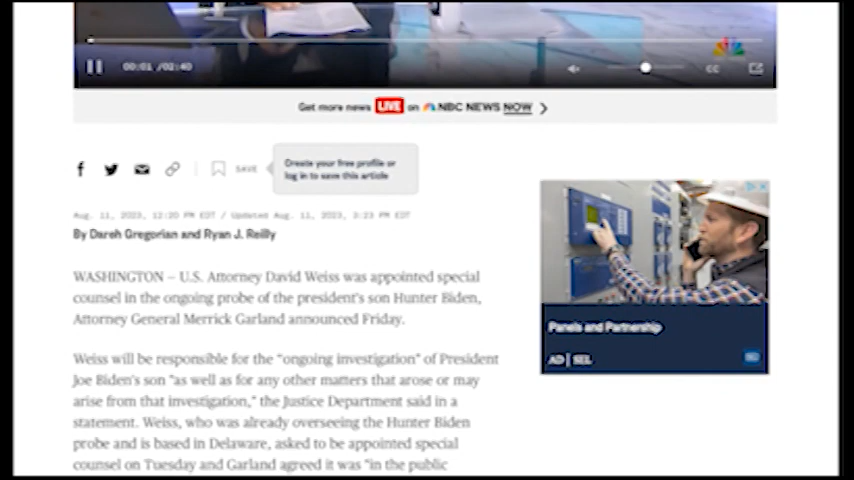 00:01 /02:40
CC
Get more news LIVE on NBC NEWS NOW
SAVE
Create your free profile or
log in to save this article
Aug. 11, 2023, 12:20 PM EDT / Updated Aug. 11, 2023, 3:23 PM EDT
By Dareh Gregorian and Ryan J. Reilly
WASHINGTON — U.S. Attorney David Weiss was appointed special
counsel in the ongoing probe of the president's son Hunter Biden,
Attorney General Merrick Garland announced Friday.
Weiss will be responsible for the "ongoing investigation" of President
Joe Biden's son "as well as for any other matters that arose or may
arise from that investigation," the Justice Department said in a
statement. Weiss, who was already overseeing the Hunter Biden
probe and is based in Delaware, asked to be appointed special
counsel on Tuesday and Garland agreed it was "in the public
Panels and Partnership
AD | SEL